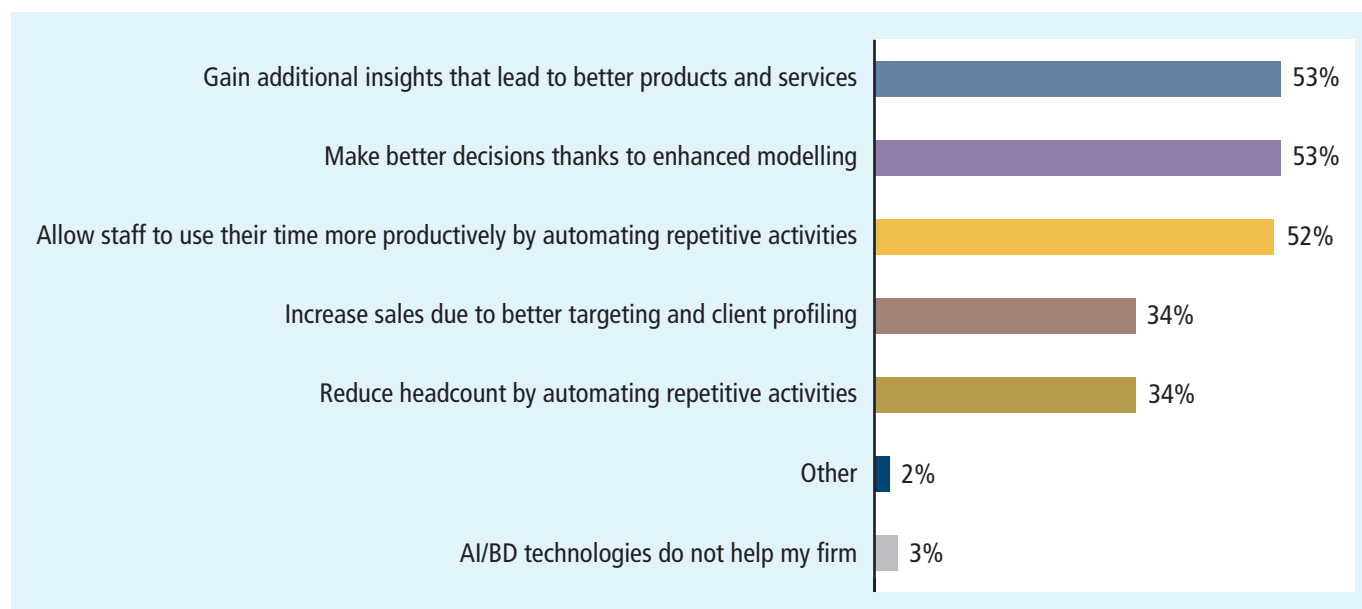 Gain additional insights that lead to better products and services 53%
Make better decisions thanks to enhanced modelling 53%
Allow staff to use their time more productively by automating repetitive activities 52%
Increase sales due to better targeting and client profiling 34%
Reduce headcount by automating repetitive activities 34%
Other 2%
AI/BD technologies do not help my firm 3%